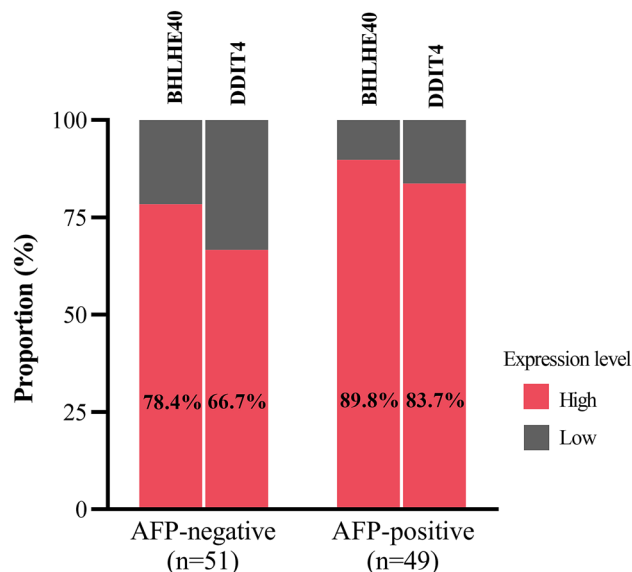 BHLHE40
DDIT4
BHLHE40
DDIT4
Proportion (%)
100
75
50
25
0
78.4%
66.7%
89.8%
83.7%
AFP-negative
(n=51)
AFP-positive
(n=49)
Expression level
High
Low